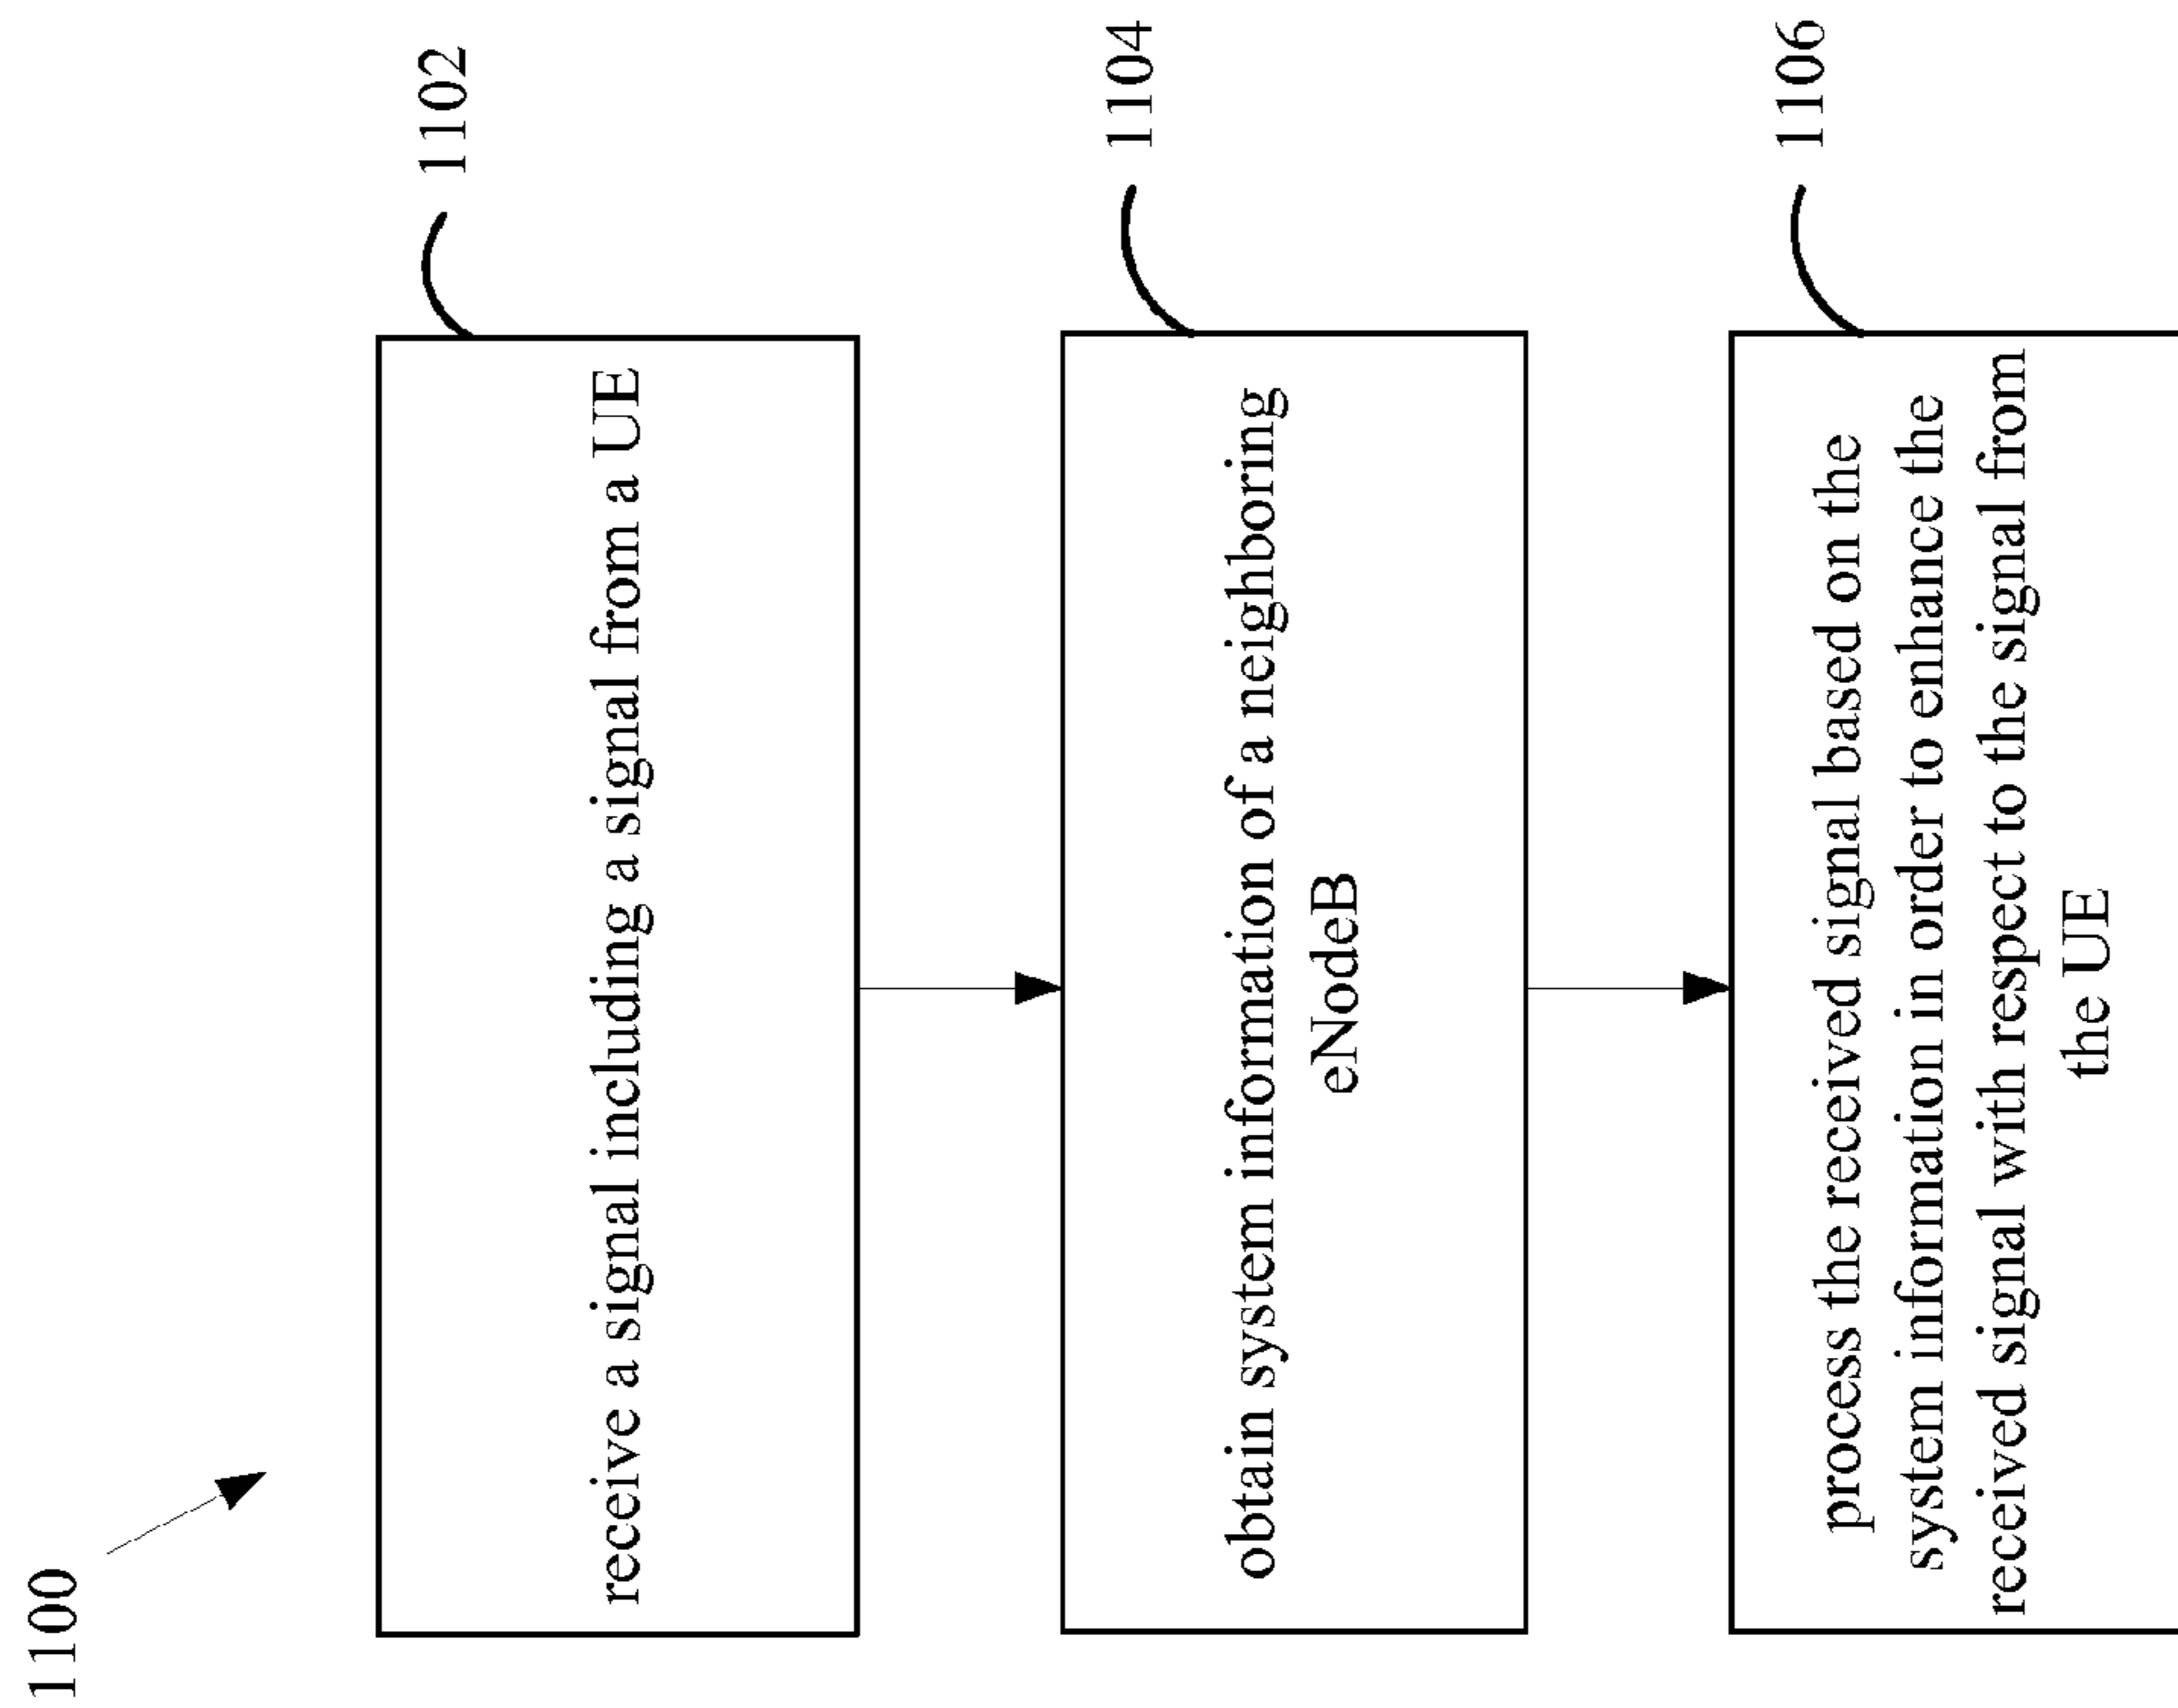 1100
1102
receive a signal including a signal from a UE
1104
obtain system information of a neighboring
eNodeB
1106
process the received signal based on the
system information in order to enhance the
received signal with respect to the signal from
the UE